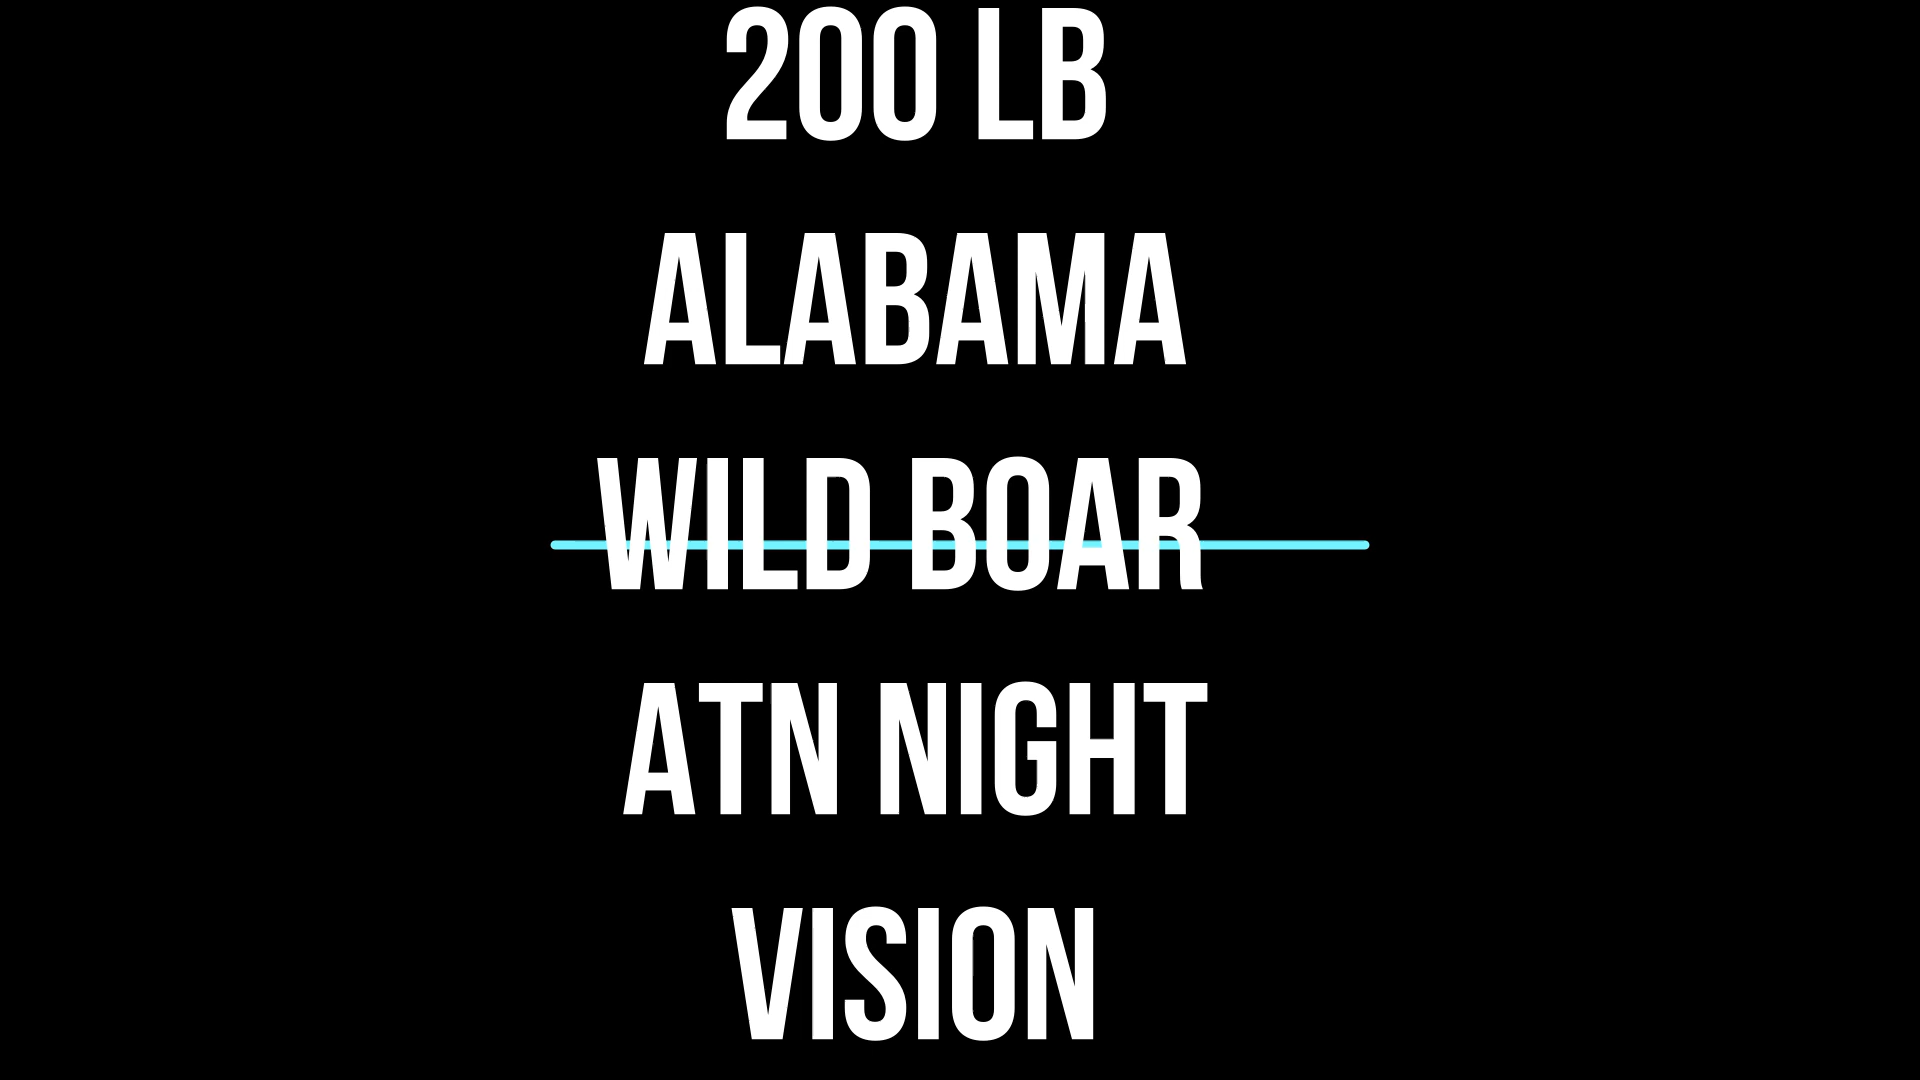 200 LB
ALABAMA
WILD BOAR
ATN NIGHT
VISION